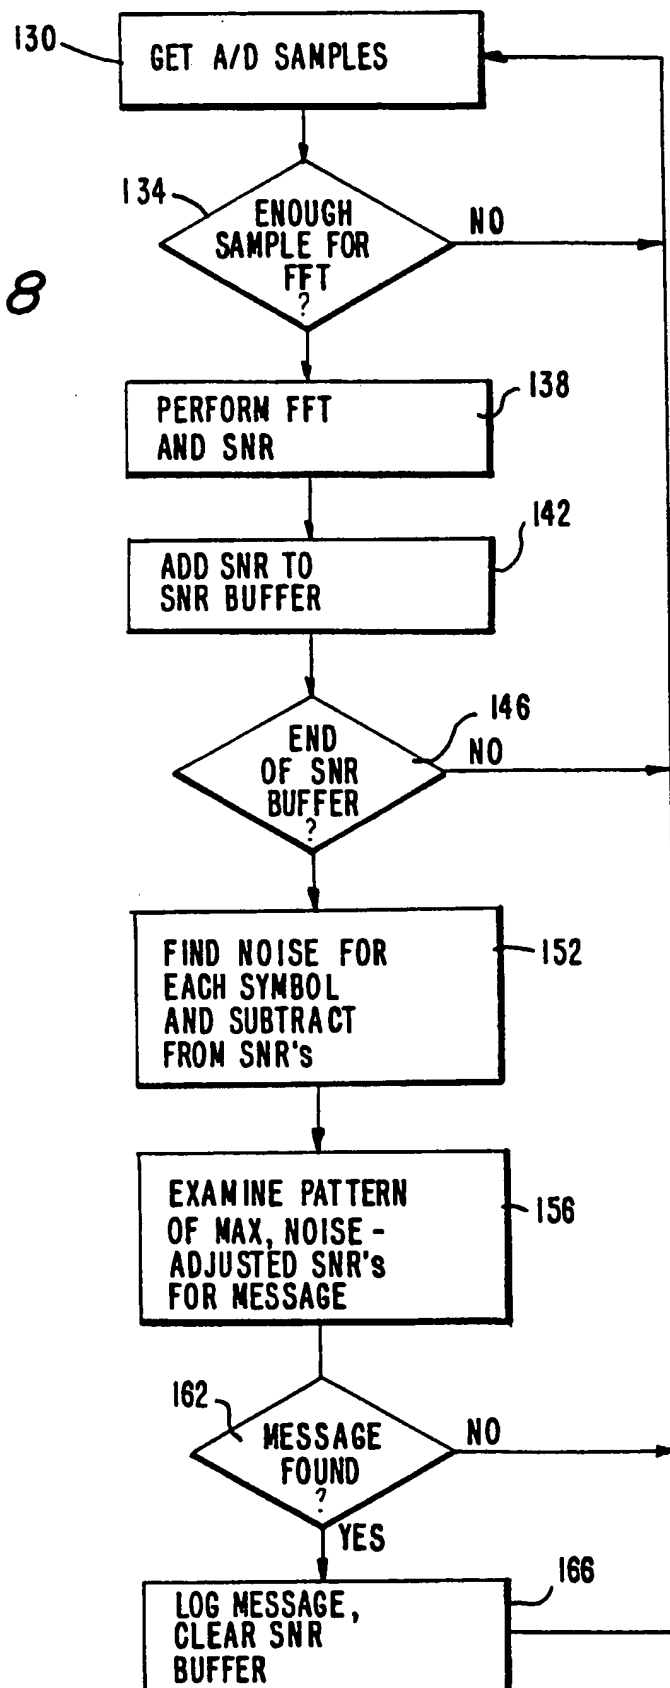 130
GET A/D SAMPLES
134
ENOUGH
SAMPLE FOR
FFT
?
NO
8
138
PERFORM FFT
AND SNR
142
ADD SNR TO
SNR BUFFER
146
END
OF SNR
BUFFER
?
NO
FIND NOISE FOR
EACH SYMBOL
AND SUBTRACT
FROM SNR's
152
EXAMINE PATTERN
OF MAX, NOISE-
ADJUSTED SNR's
FOR MESSAGE
156
162
MESSAGE
FOUND
?
NO
YES
166
LOG MESSAGE,
CLEAR SNR
BUFFER